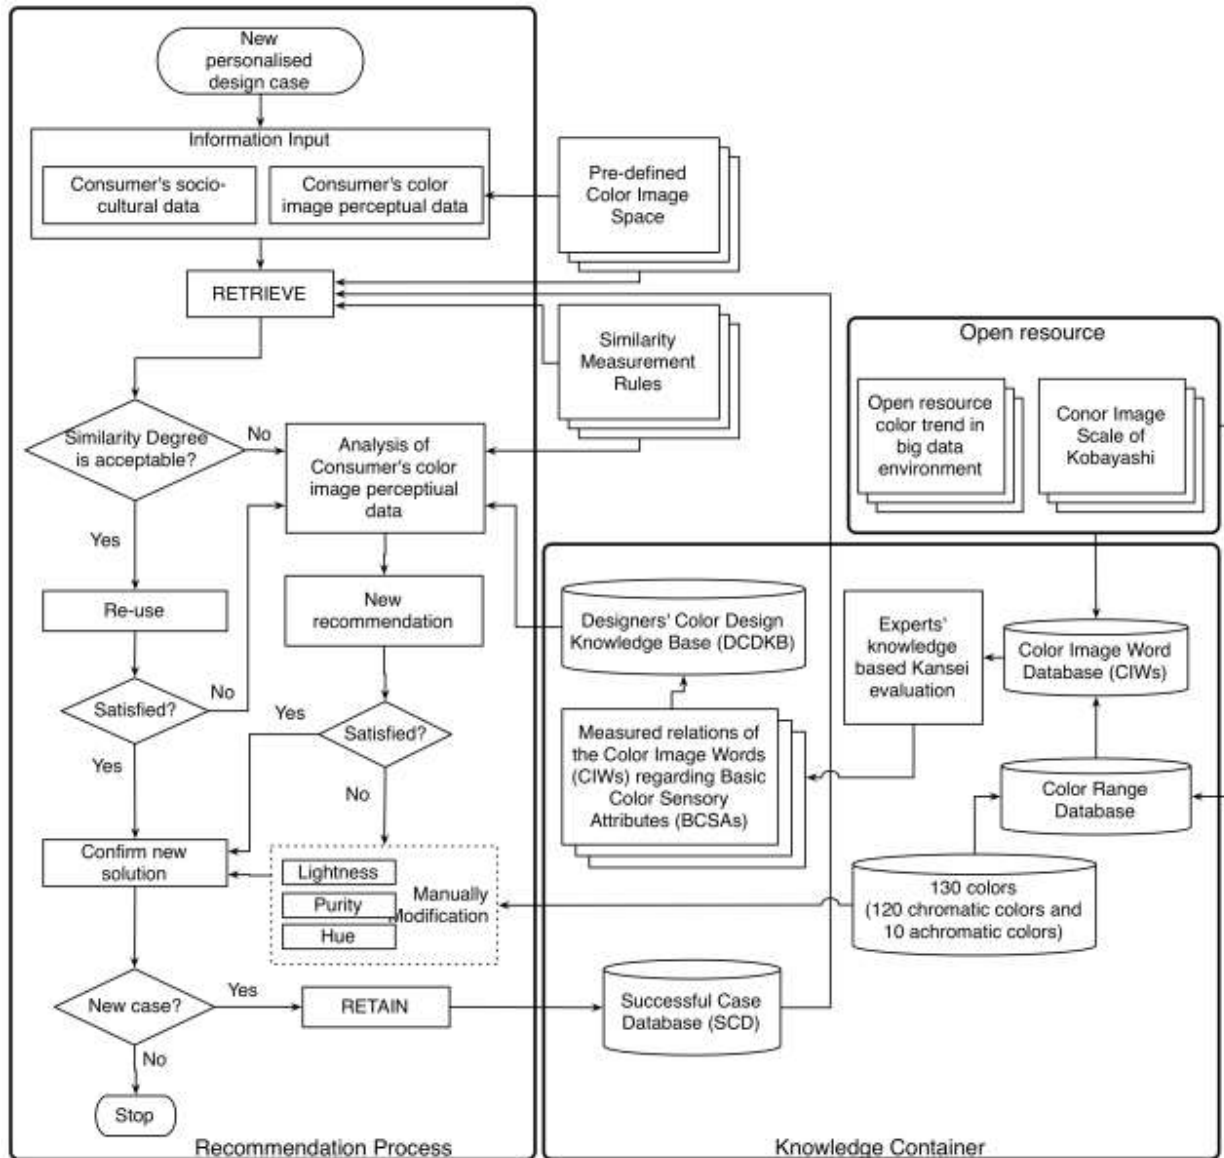 New
personalised
design case
Information Input
Consumer's socio-
cultural data
Consumer's color
image perceptual data
Pre-defined
Color Image
Space
RETRIEVE
Similarity
Measurement
Rules
Open resource
Open resource
color trend in
big data
environment
Conor Image
Scale of
Kobayashi
Similarity Degree
is acceptable?
No
Analysis of
Consumer's color
image perceptiual
data
Yes
Re-use
New
recommendation
Designers' Color Design
Knowledge Base (DCDKB)
Experts'
knowledge
based Kansei
evaluation
Color Image Word
Database (CIWs)
Satisfied?
No
Yes
Yes
Satisfied?
No
Measured relations of
the Color Image Words
(CIWs) regarding Basic
Color Sensory
Attributes (BCSAs)
Color Range
Database
Confirm new
solution
Lightness
Purity
Hue
Manually
Modification
130 colors
(120 chromatic colors and
10 achromatic colors)
New case?
Yes
RETAIN
Successful Case
Database (SCD)
No
Stop
Recommendation Process
Knowledge Container